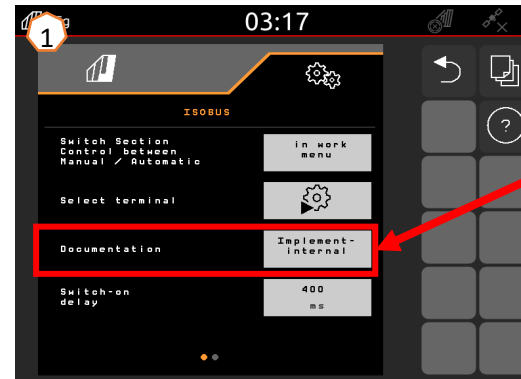 03:17
1
ISOBUS
Switch Section
Control between
Manual / Automatic
in work
menu
Select terminal
Documentation
Implement-
internal
Switch-on
delay
400
ms
?